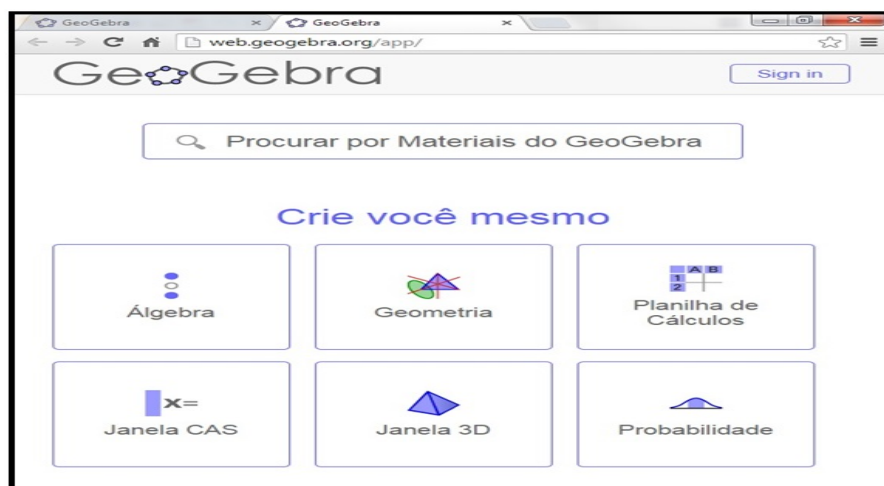 GeoGebra GeoGebra
web.geogebra.org/app/
GeoGebra Sign in
Procurar por Materiais do GeoGebra
Crie você mesmo
Álgebra Geometria Planilha de
Cálculos
A B
1
2
x=
Janela CAS Janela 3D Probabilidade